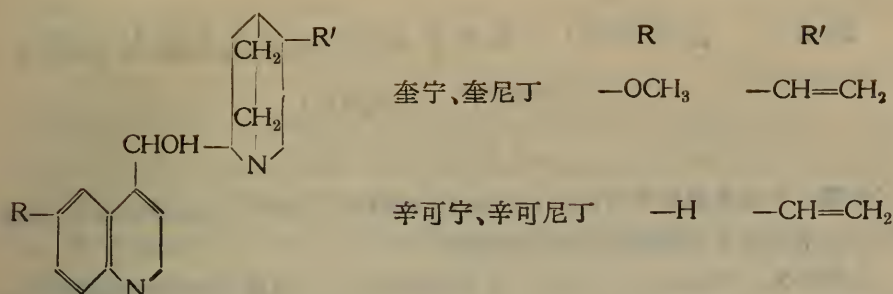 R R′
CH₂ —R′
奎宁、奎尼丁 —OCH₃ —CH=CH₂
CH₂
CHOH— N
R— 辛可宁、辛可尼丁 —H —CH=CH₂
N